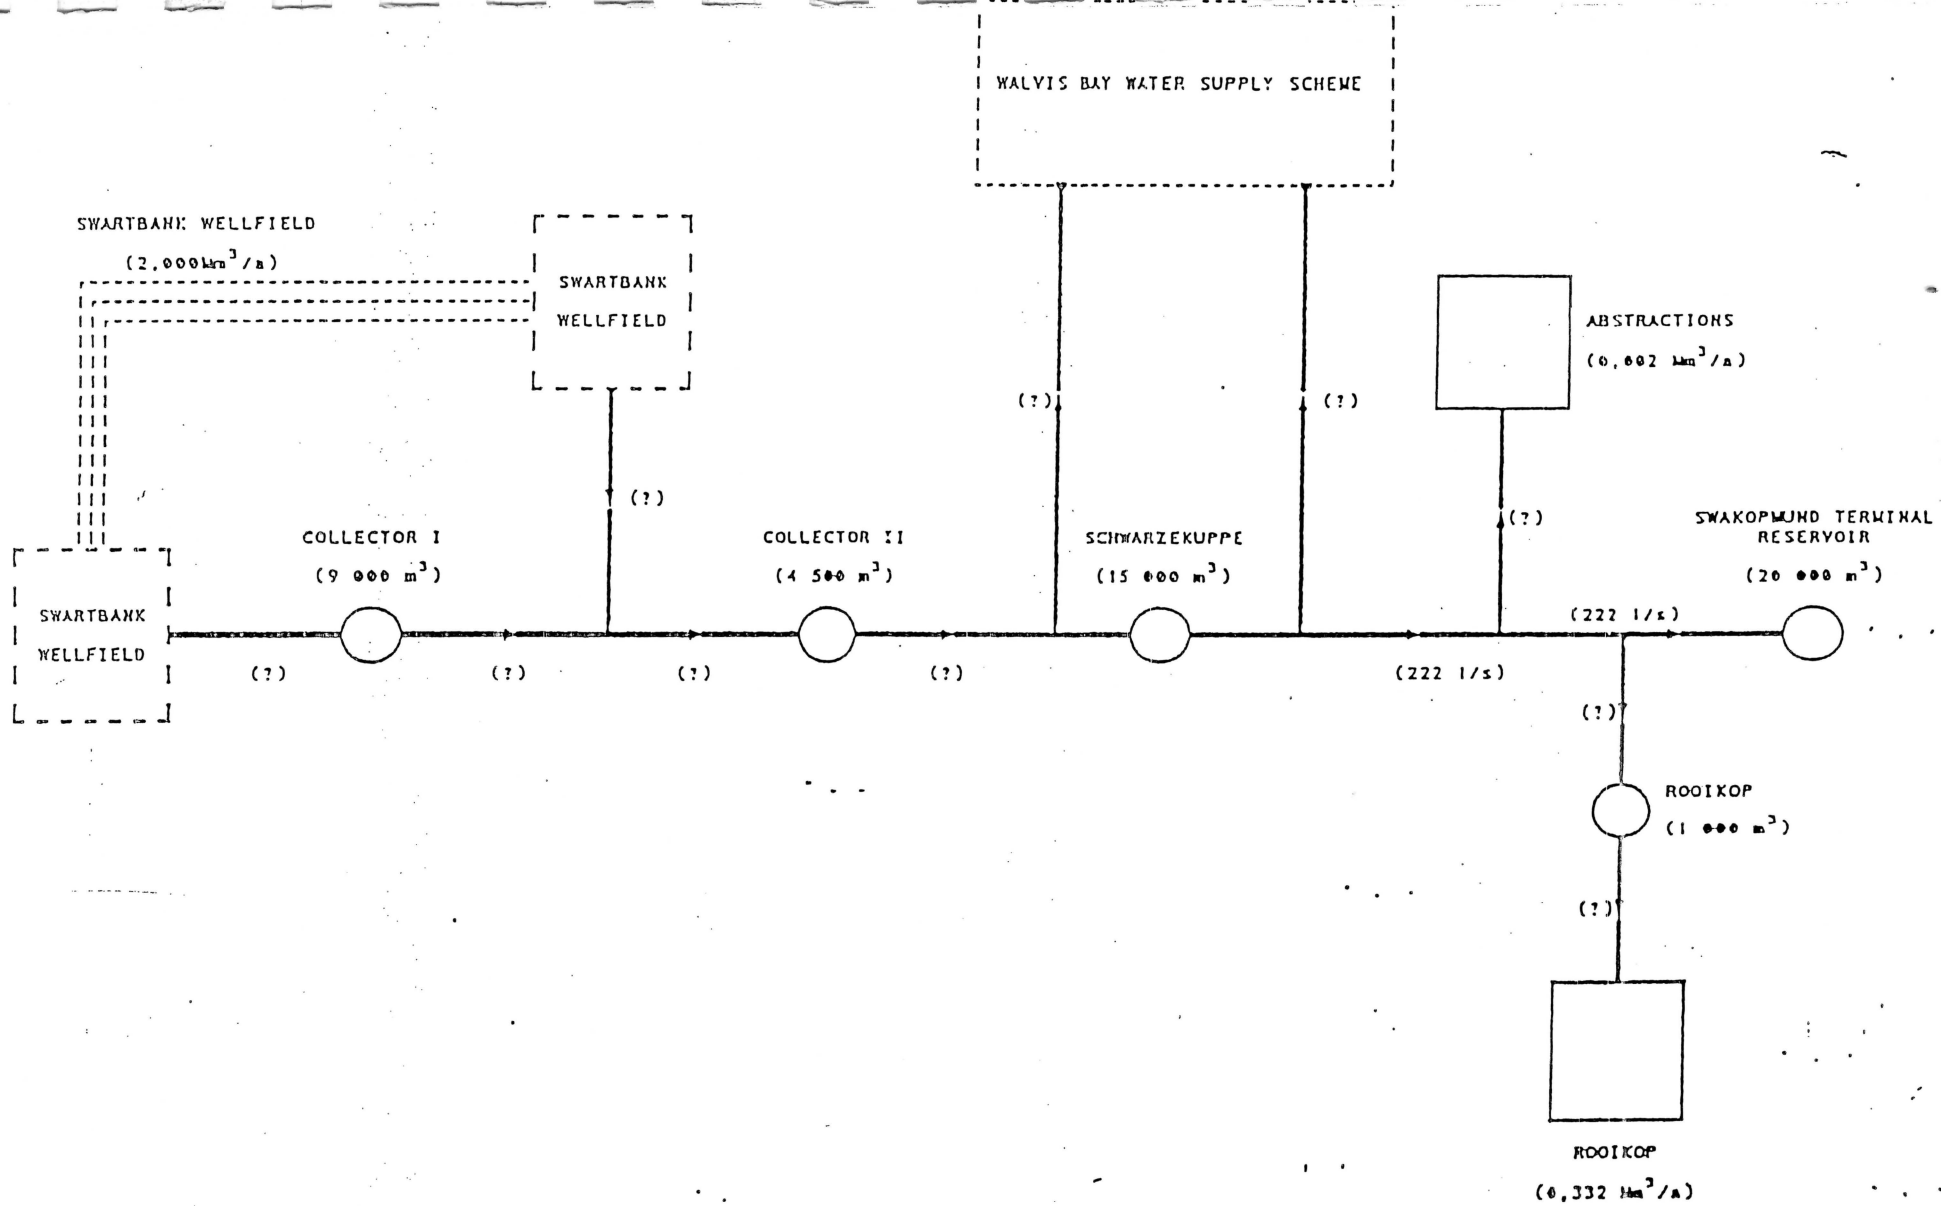 WALVIS BAY WATER SUPPLY SCHEME
SWARTBANK WELLFIELD
(2,000Mm³/a)
SWARTBANK
WELLFIELD
ABSTRACTIONS
(0,002 Mm³/a)
(?)
(?)
(?)
(?)
COLLECTOR I
(9 000 m³)
COLLECTOR II
(4 500 m³)
SCHWARZEKUPPE
(15 000 m³)
SWAKOPMUND TERMINAL
RESERVOIR
(20 000 m³)
SWARTBANK
WELLFIELD
(222 l/s)
(?)
(?)
(?)
(?)
(222 l/s)
(?)
ROOIKOP
(1 000 m³)
(?)
ROOIKOP
(0,332 Mm³/a)